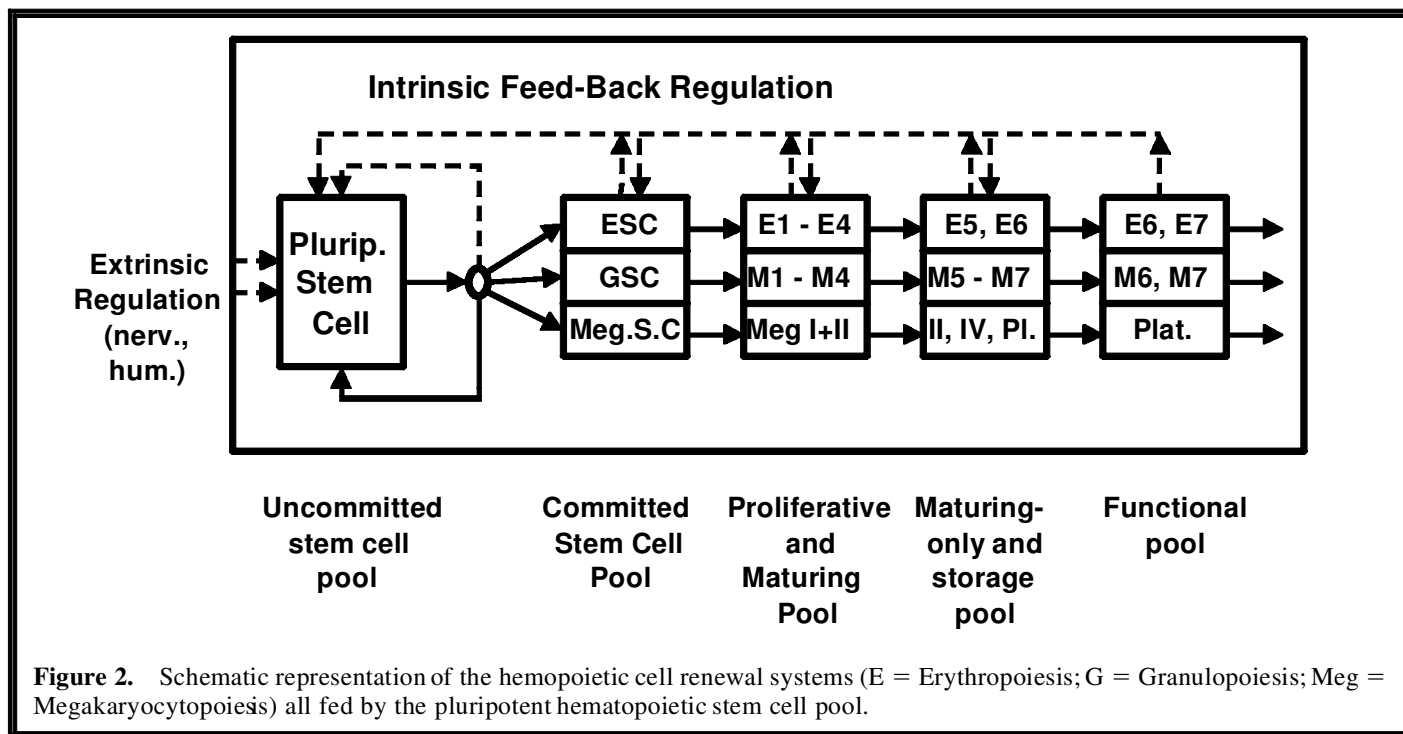 Intrinsic Feed-Back Regulation
Extrinsic
Regulation
(nerv.,
hum.)
Plurip.
Stem
Cell
ESC
GSC
Meg.S.C
E1 - E4
M1 - M4
Meg I+II
E5, E6
M5 - M7
II, IV, Pl.
E6, E7
M6, M7
Plat.
Uncommitted
stem cell
pool
Committed
Stem Cell
Pool
Proliferative
and
Maturing
Pool
Maturing-
only and
storage
pool
Functional
pool
Figure 2. Schematic representation of the hemopoietic cell renewal systems (E = Erythropoiesis; G = Granulopoiesis; Meg =
Megakaryocytopoiesis) all fed by the pluripotent hematopoietic stem cell pool.